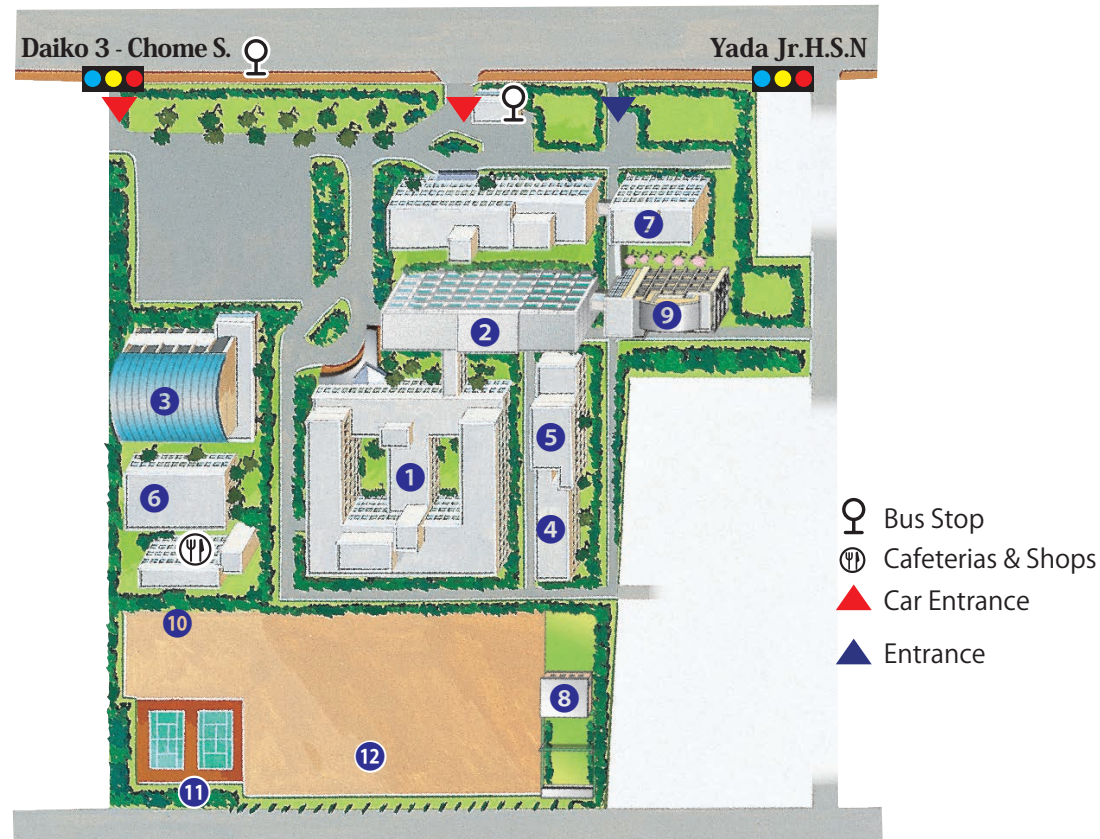 Daiko 3 - Chome S.
Yada Jr.H.S.N
7
2
9
3
5
1
6
4
Bus Stop
Cafeterias & Shops
Car Entrance
Entrance
10
8
12
11